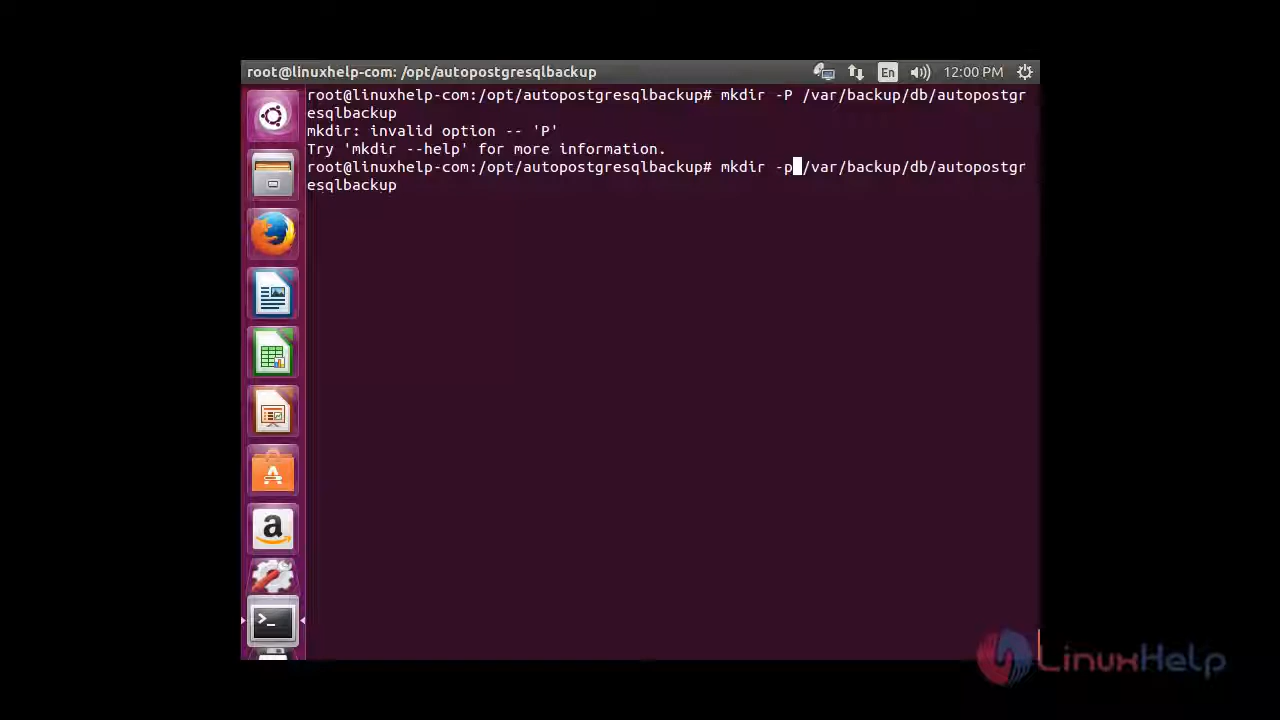 root@linuxhelp-com: /opt/autopostgresqlbackup
En
12:00 PM
root@linuxhelp-com:/opt/autopostgresqlbackup# mkdir -P /var/backup/db/autopostgr
esqlbackup
mkdir: invalid option -- 'P'
Try 'mkdir --help' for more information.
root@linuxhelp-com:/opt/autopostgresqlbackup# mkdir -p /var/backup/db/autopostgr
esqlbackup
a
>_
LinuxHelp